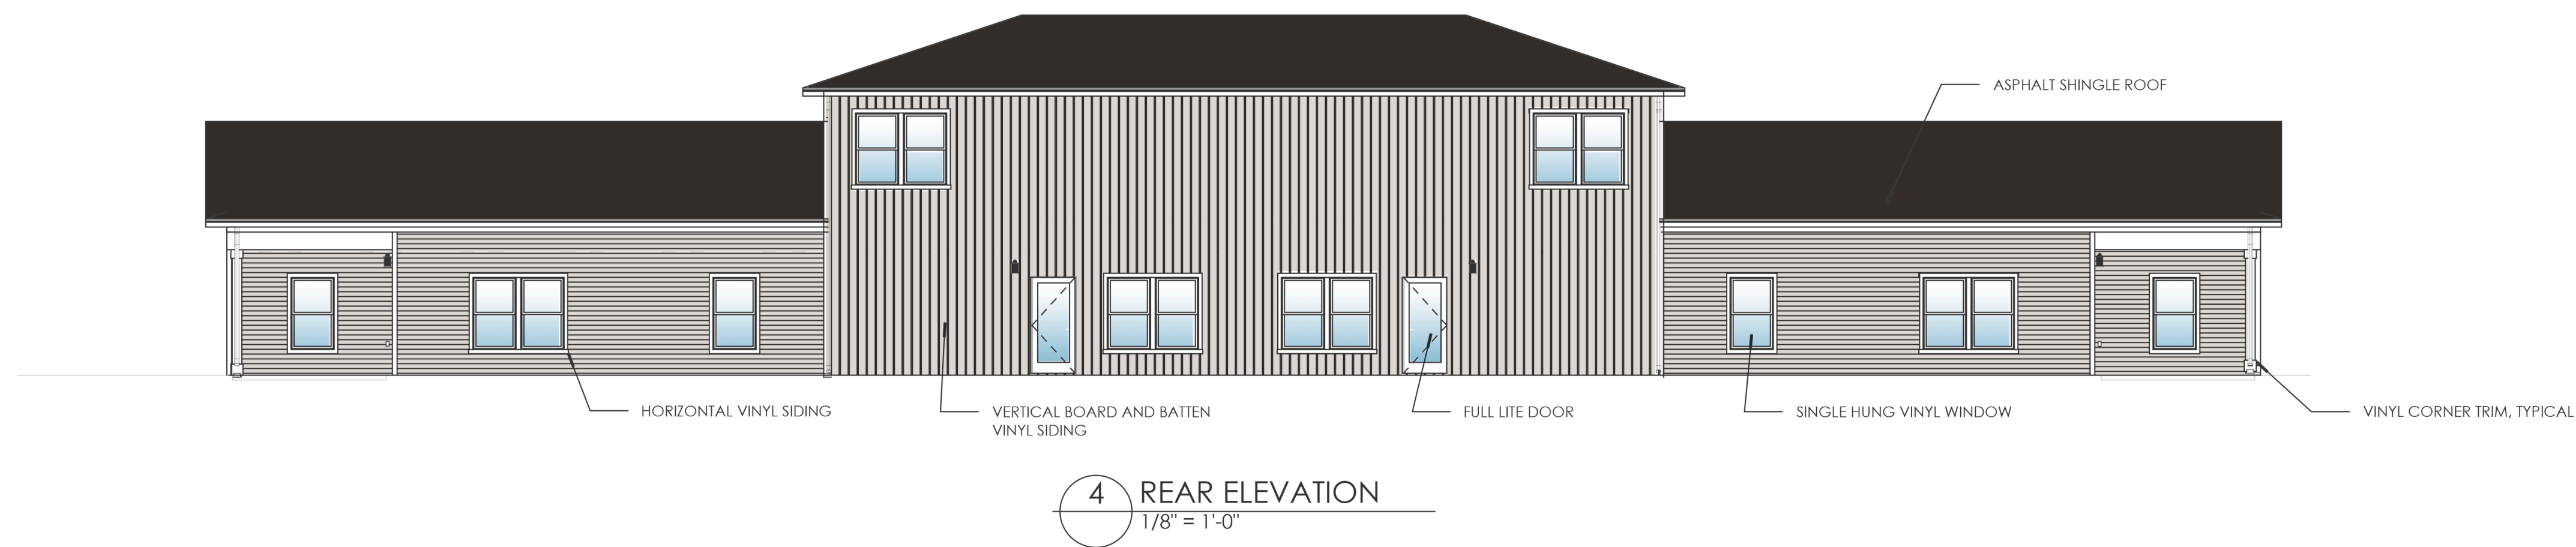 ASPHALT SHINGLE ROOF
HORIZONTAL VINYL SIDING
VERTICAL BOARD AND BATTEN
VINYL SIDING
FULL LITE DOOR
SINGLE HUNG VINYL WINDOW
VINYL CORNER TRIM, TYPICAL
4 REAR ELEVATION
1/8" = 1'-0"